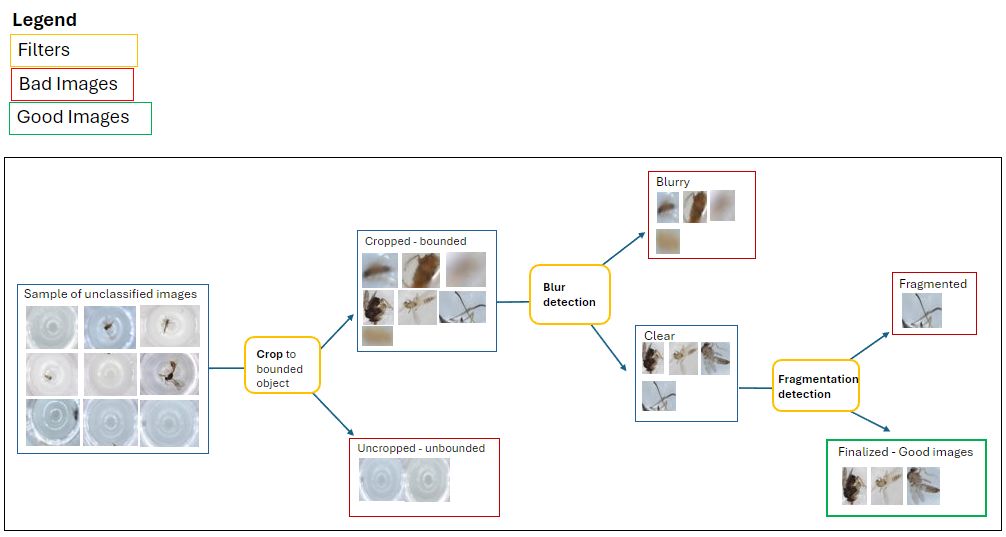 Legend
Filters
Bad Images
Good Images
Blurry
Cropped - bounded
Sample of unclassified images
Blur
detection
Fragmented
Crop to
bounded
object
Clear
Fragmentation
detection
Uncropped - unbounded
Finalized - Good images